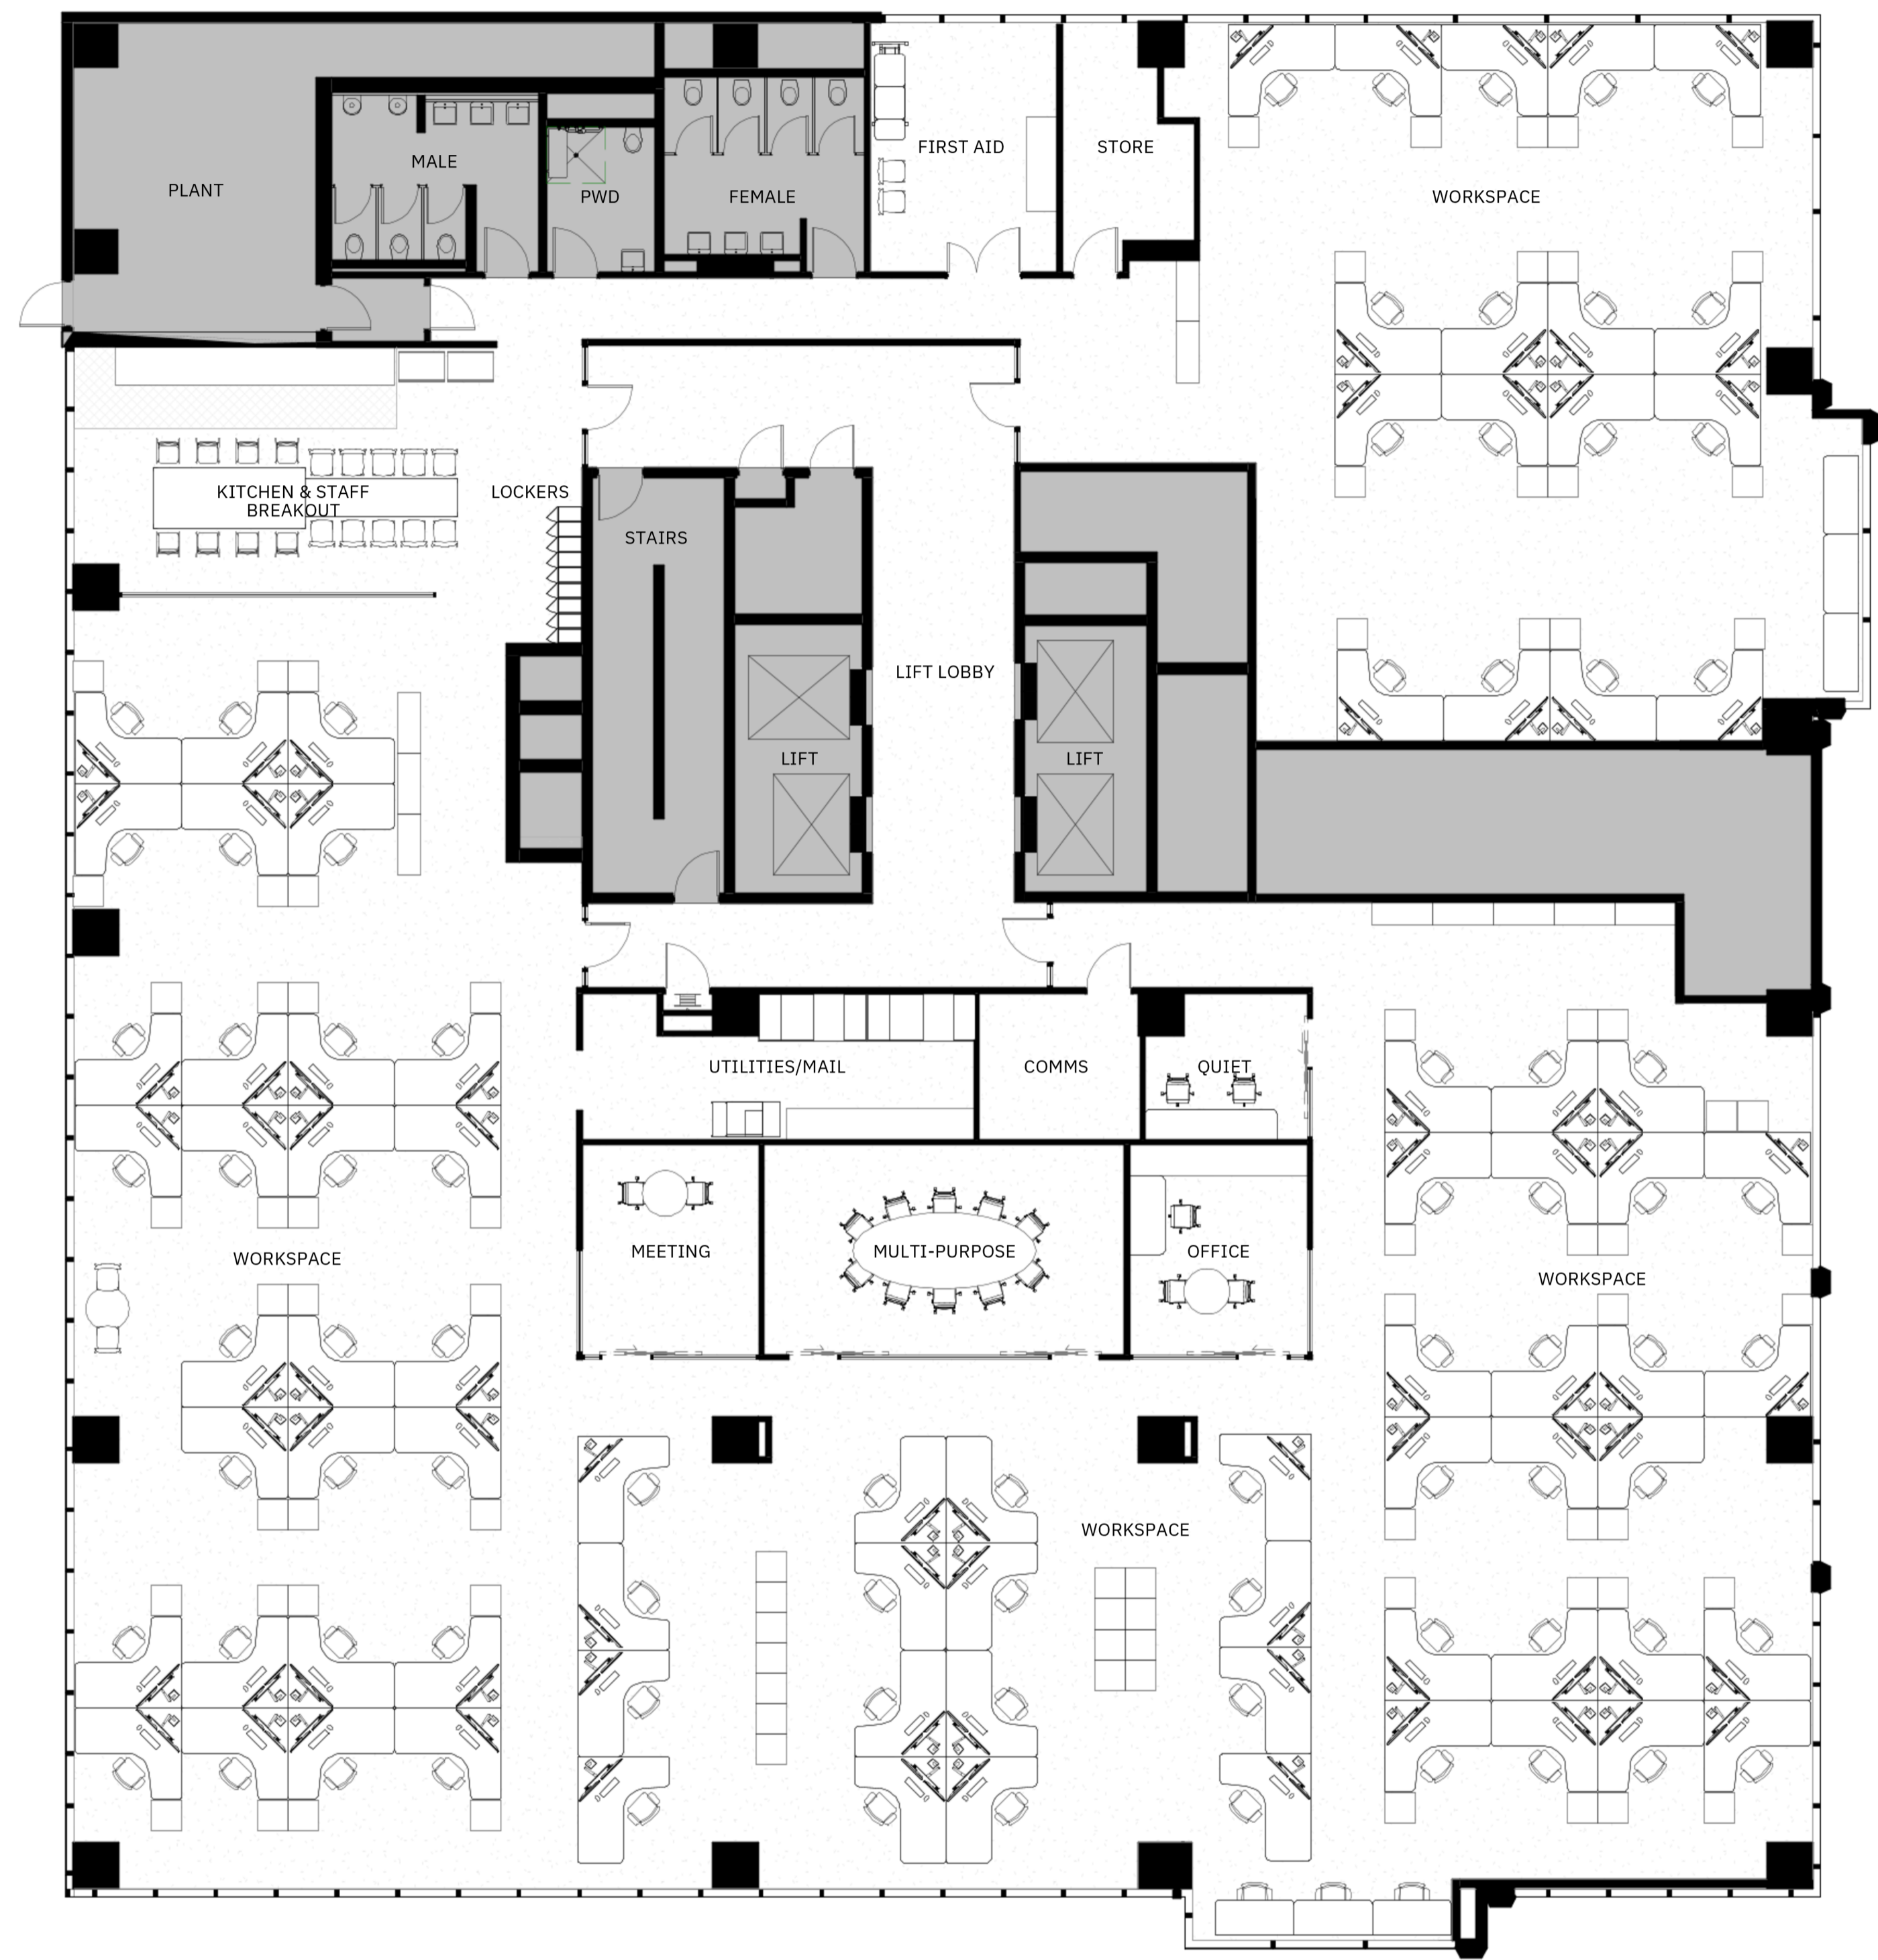 FIRST AID
STORE
MALE
PLANT
PWD
FEMALE
WORKSPACE
KITCHEN & STAFF
BREAKOUT
LOCKERS
STAIRS
LIFT LOBBY
LIFT
LIFT
UTILITIES/MAIL
COMMS
QUIET
MEETING
MULTI-PURPOSE
OFFICE
WORKSPACE
WORKSPACE
WORKSPACE